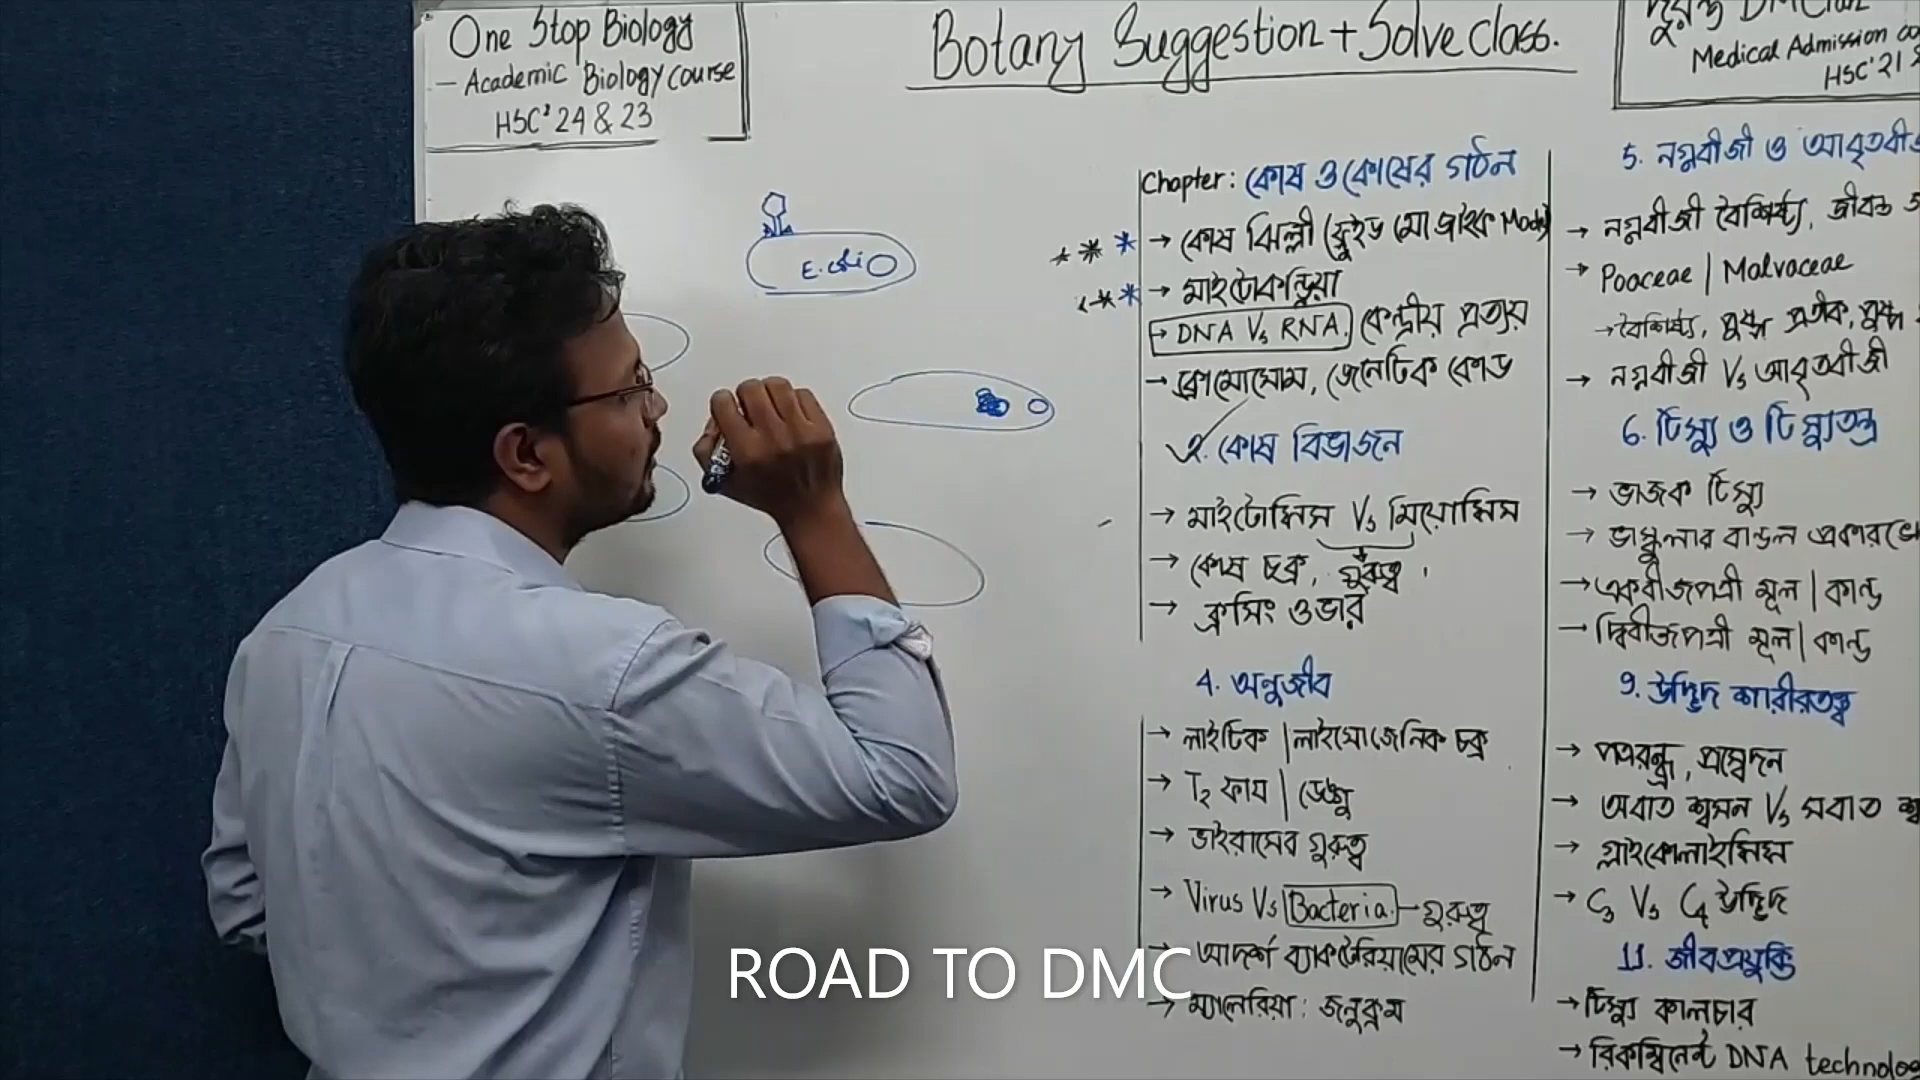 One Stop Biology
— Academic Biology course
HSC' 24 & 23
Botany Suggestion + Solve class.
Medical Admission co
HSC'21
E. coli
Chapter: কোষ ও কোষের গঠন
→ কোষ ঝিল্লী (ফ্লুইড মোজাইক Model)
→ মাইটোকন্ড্রিয়া
→ DNA Vs RNA. কেন্দ্রীয় প্রত্যয়
→ ক্রোমোসোম, জেনেটিক কোড
২. কোষ বিভাজন
→ মাইটোসিস Vs মিয়োসিস
→ কোষ চক্র, গুরুত্ব
→ ক্রসিং ওভার
4. অনুজীব
→ লাইটিক | লাইসোজেনিক চক্র
→ T₂ ফায | ডেঙ্গু
→ ভাইরাসের গুরুত্ব
→ Virus Vs Bacteria. → গুরুত্ব
→ আদর্শ ব্যাকটেরিয়ামের গঠন
→ ম্যালেরিয়া : জনুক্রম
5. নগ্নবীজী ও আবৃতবীজী
→ নগ্নবীজী বৈশিষ্ট্য, জীবন্ত
→ Poaceae | Malvaceae
→ বৈশিষ্ট্য, পুষ্প প্রতীক, পুষ্প
→ নগ্নবীজী Vs আবৃতবীজী
6. টিস্যু ও টিস্যুতন্ত্র
→ ভাজক টিস্যু
→ ভাস্কুলার বান্ডল প্রকারভে
→ একবীজপত্রী মূল | কান্ড
→ দ্বিবীজপত্রী মূল | কান্ড
9. উদ্ভিদ শারীরতত্ত্ব
→ পত্ররন্ধ্র, প্রস্বেদন
→ অবাত শ্বসন Vs সবাত শ্ব
→ গ্লাইকোলাইসিস
→ C₃ Vs C₄ উদ্ভিদ
11. জীবপ্রযুক্তি
→ টিস্যু কালচার
→ রিকম্বিনেন্ট DNA technolog
ROAD TO DMC